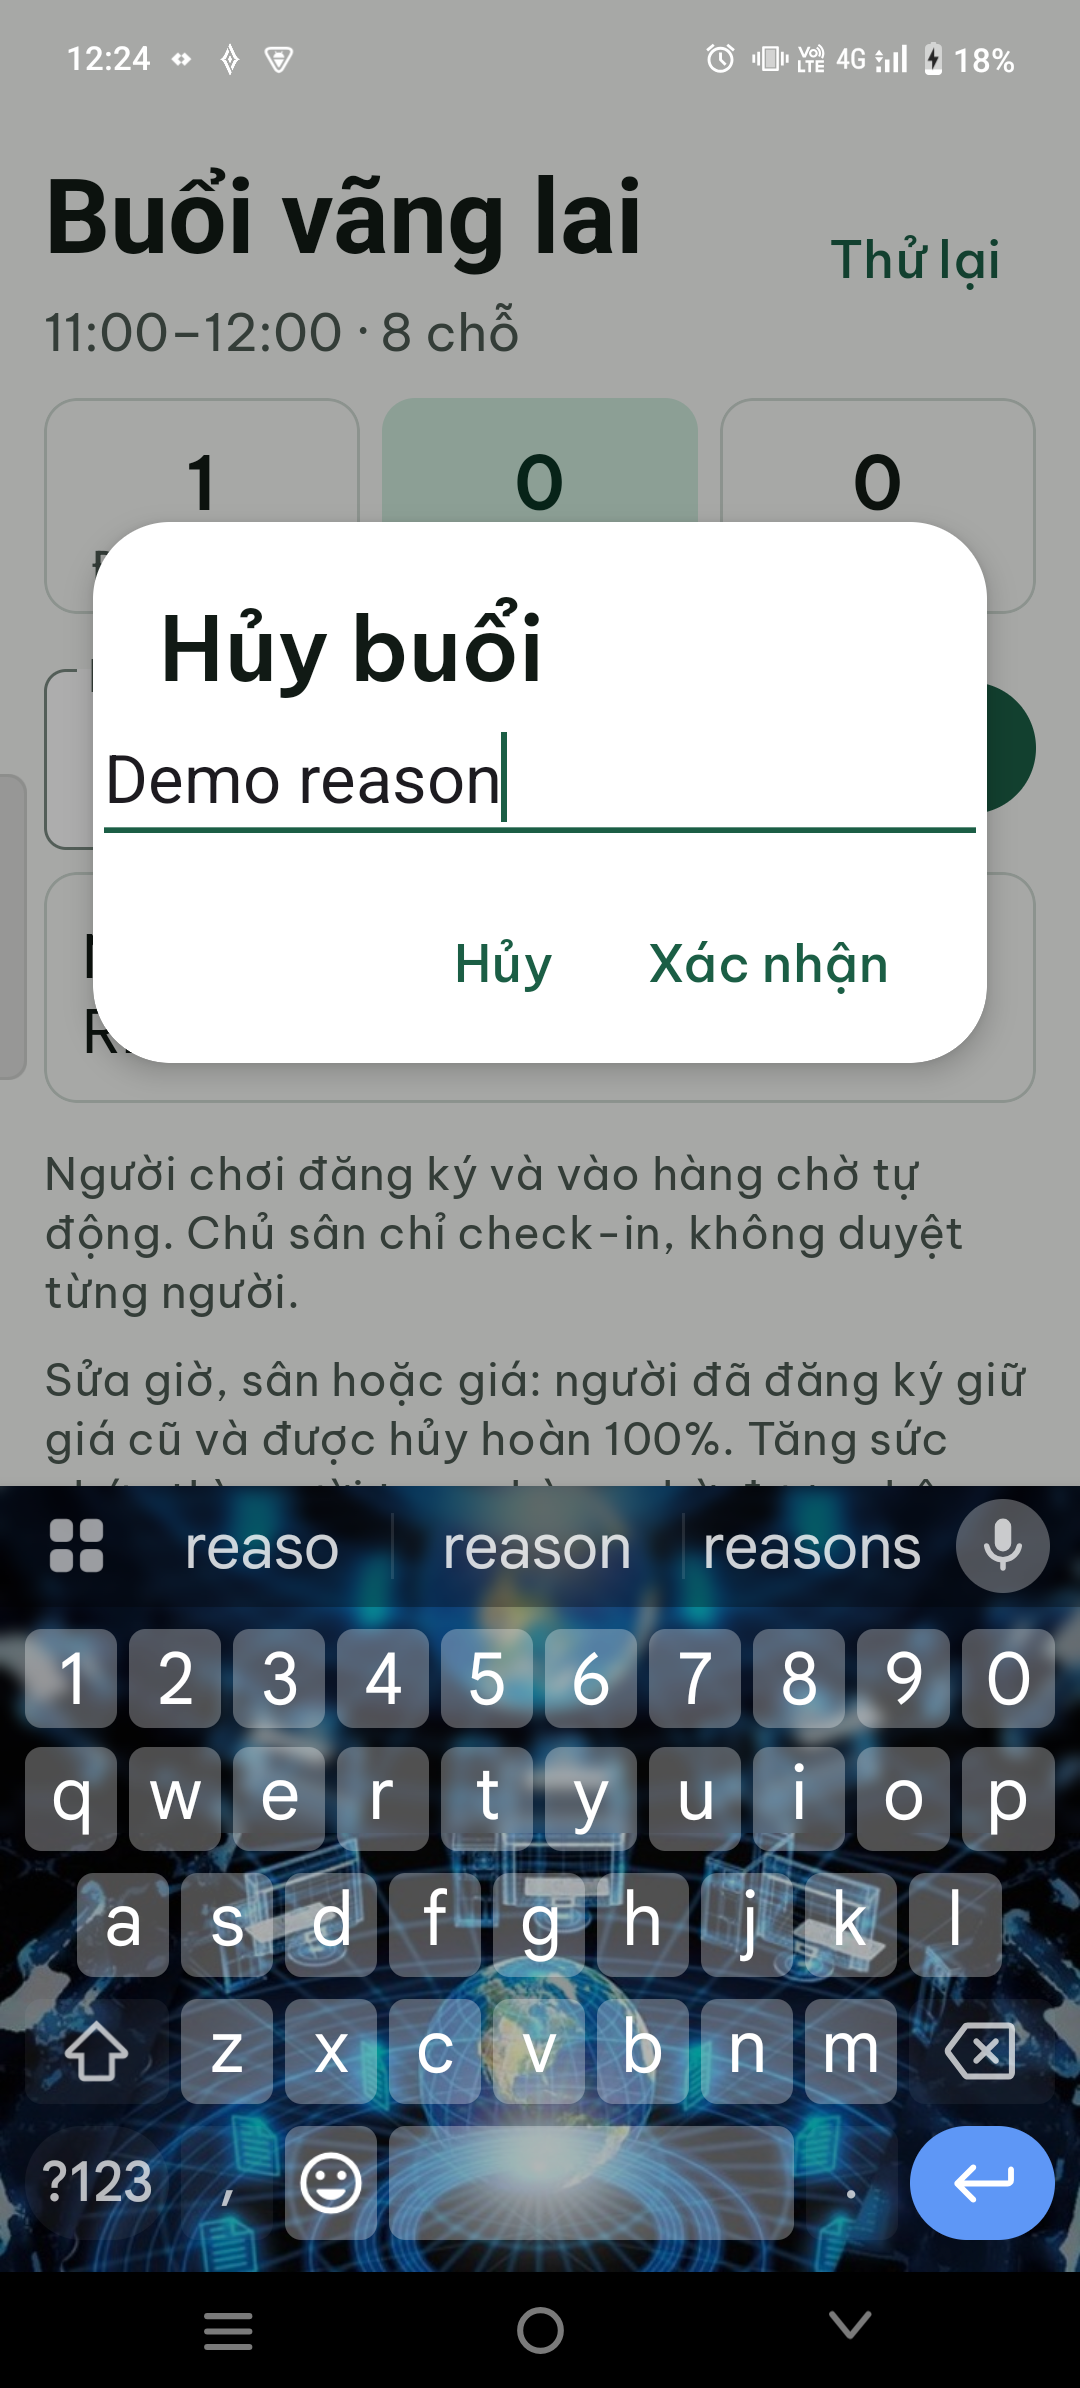 12:24 4G 18%
Buổi vãng lai
Thử lại
11:00–12:00 · 8 chỗ
1 0 0
Hủy buổi
Demo reason
Hủy Xác nhận
Người chơi đăng ký và vào hàng chờ tự
động. Chủ sân chỉ check-in, không duyệt
từng người.
Sửa giờ, sân hoặc giá: người đã đăng ký giữ
giá cũ và được hủy hoàn 100%. Tăng sức
reaso reason reasons
1 2 3 4 5 6 7 8 9 0
q w e r t y u i o p
a s d f g h j k l
z x c v b n m
?123 , .